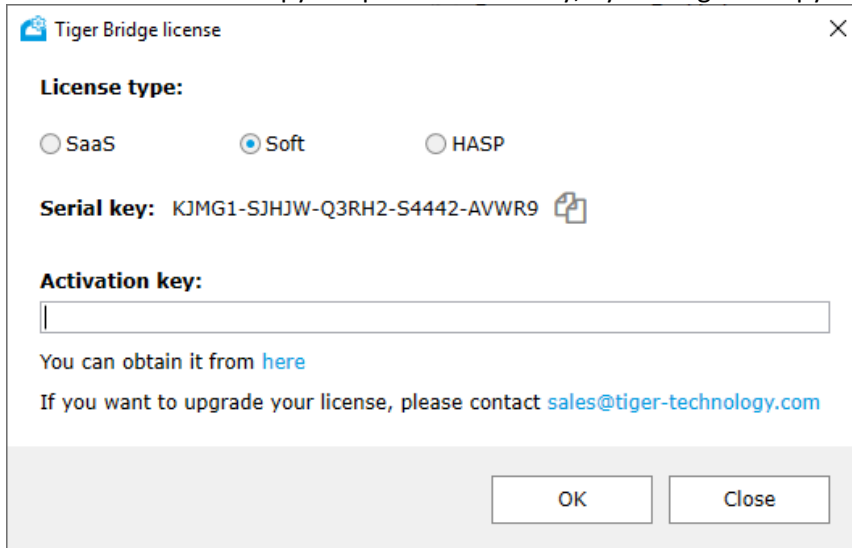 Tiger Bridge license
License type:
SaaS Soft HASP
Serial key: KJMG1-SJHJW-Q3RH2-S4442-AVWR9
Activation key:
You can obtain it from here
If you want to upgrade your license, please contact sales@tiger-technology.com
OK Close